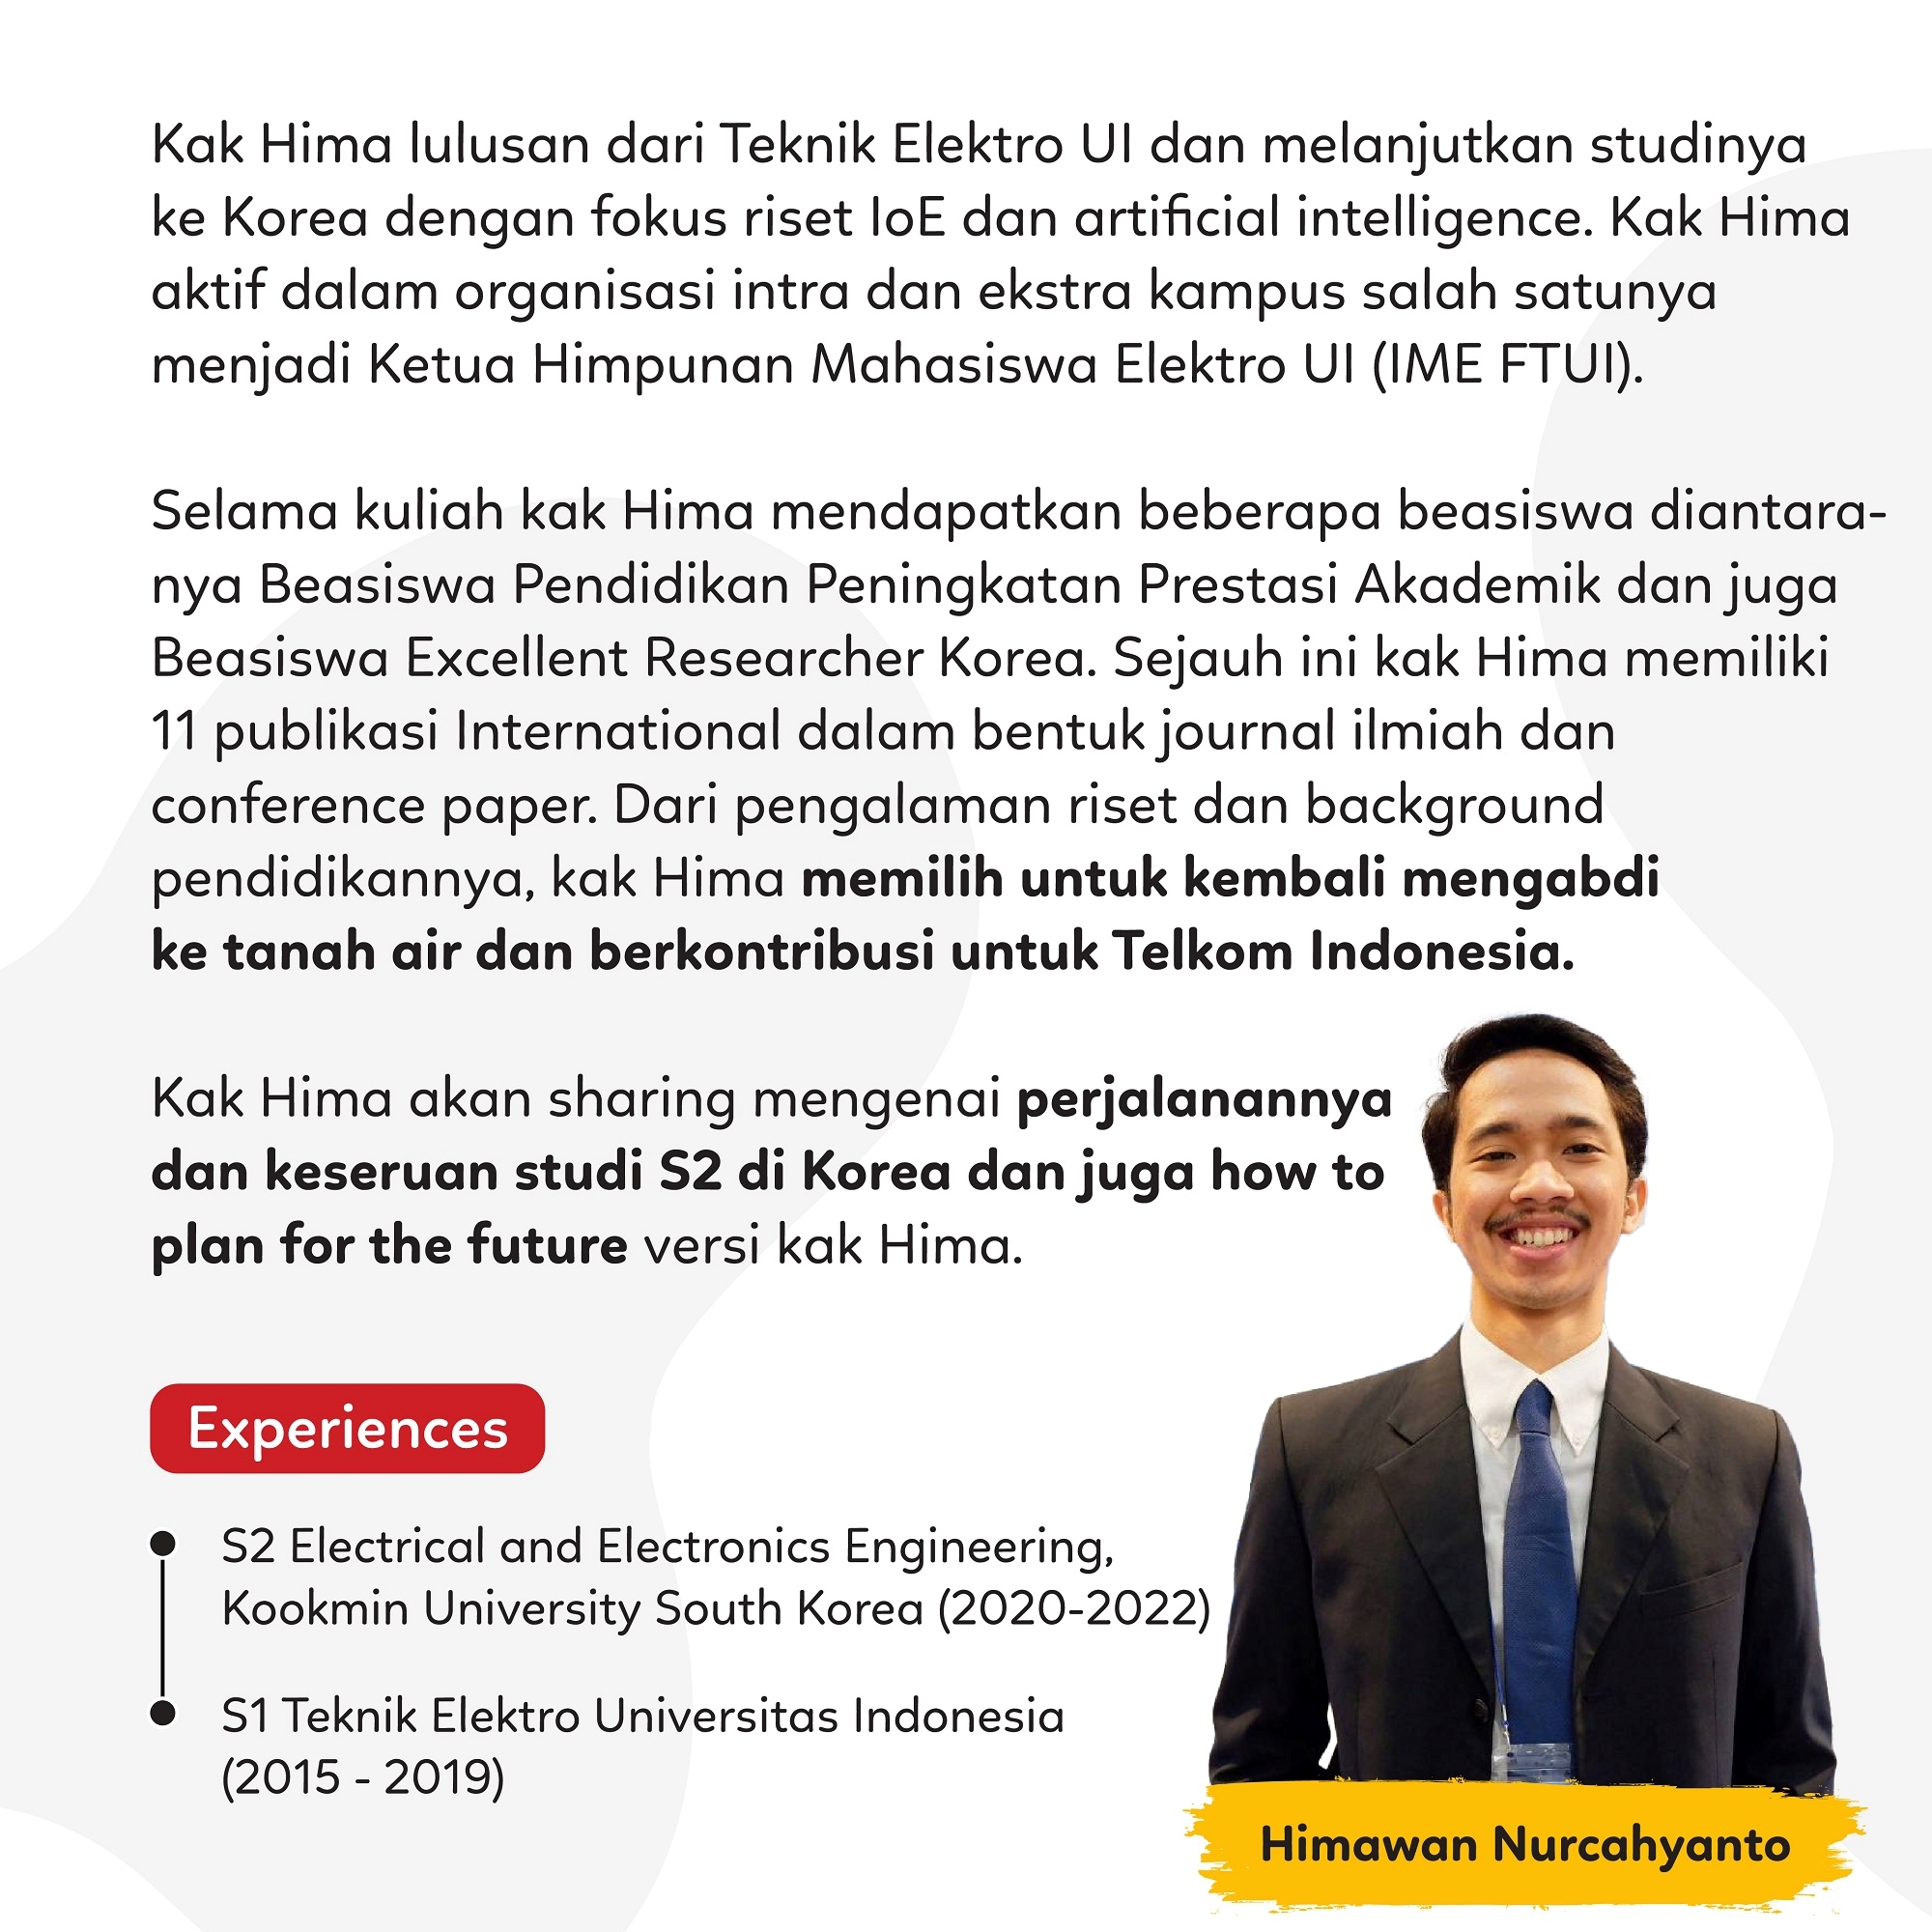 Kak Hima lulusan dari Teknik Elektro UI dan melanjutkan studinya
ke Korea dengan fokus riset IoE dan artificial intelligence. Kak Hima
aktif dalam organisasi intra dan ekstra kampus salah satunya
menjadi Ketua Himpunan Mahasiswa Elektro UI (IME FTUI).
Selama kuliah kak Hima mendapatkan beberapa beasiswa diantara-
nya Beasiswa Pendidikan Peningkatan Prestasi Akademik dan juga
Beasiswa Excellent Researcher Korea. Sejauh ini kak Hima memiliki
11 publikasi International dalam bentuk journal ilmiah dan
conference paper. Dari pengalaman riset dan background
pendidikannya, kak Hima memilih untuk kembali mengabdi
ke tanah air dan berkontribusi untuk Telkom Indonesia.
Kak Hima akan sharing mengenai perjalanannya
dan keseruan studi S2 di Korea dan juga how to
plan for the future versi kak Hima.
Experiences
S2 Electrical and Electronics Engineering,
Kookmin University South Korea (2020-2022)
S1 Teknik Elektro Universitas Indonesia
(2015 - 2019)
Himawan Nurcahyanto